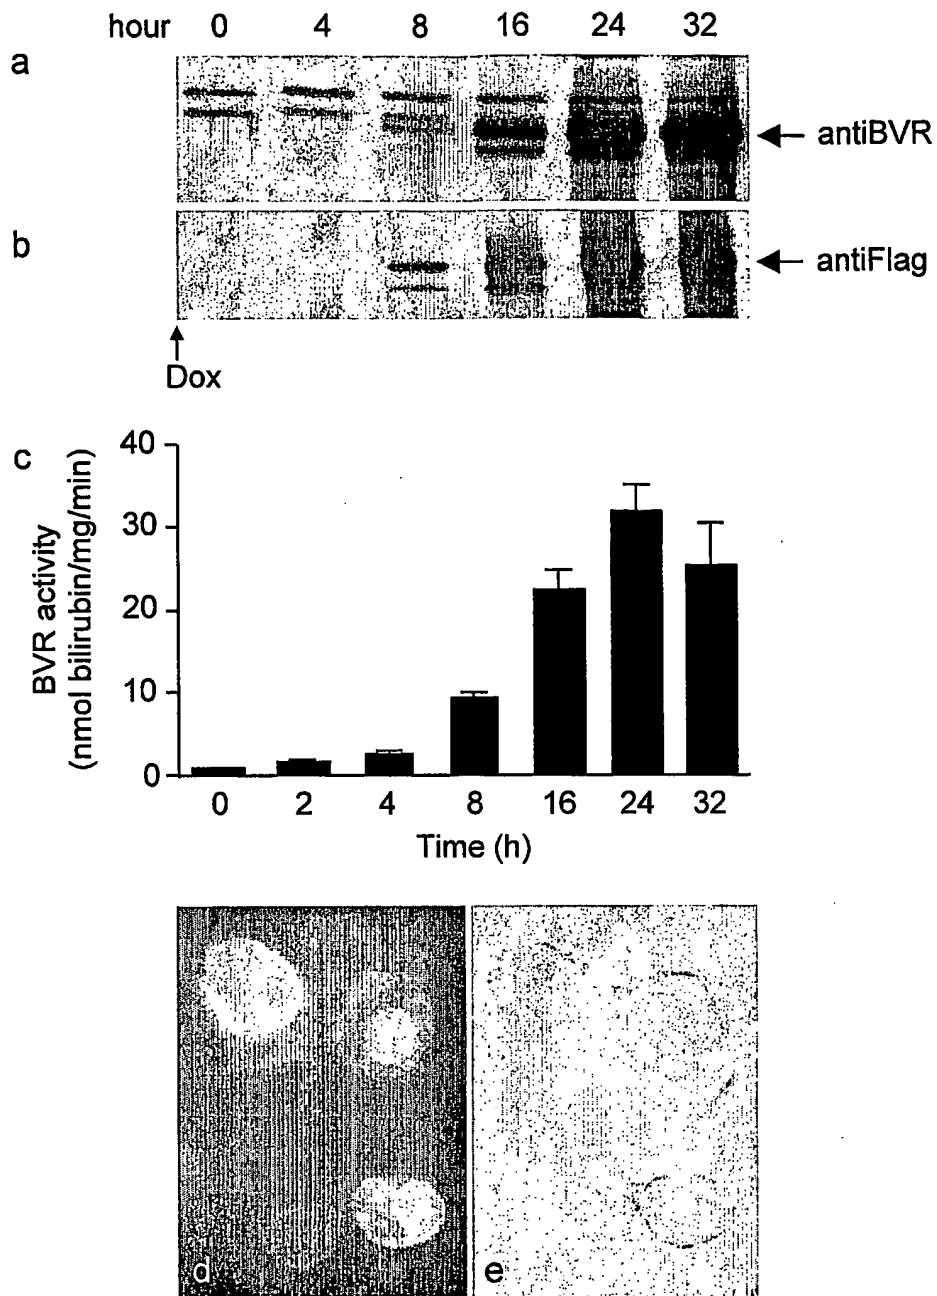 hour 0 4 8 16 24 32
a
antiBVR
b
antiFlag
Dox
c
BVR activity
(nmol bilirubin/mg/min)
40
30
20
10
0
0 2 4 8 16 24 32
Time (h)
d e